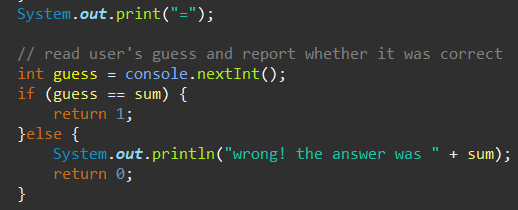 System.out.print("=");

// read user's guess and report whether it was correct
int guess = console.nextInt();
if (guess == sum) {
    return 1;
}else {
    System.out.println("wrong! the answer was " + sum);
    return 0;
}